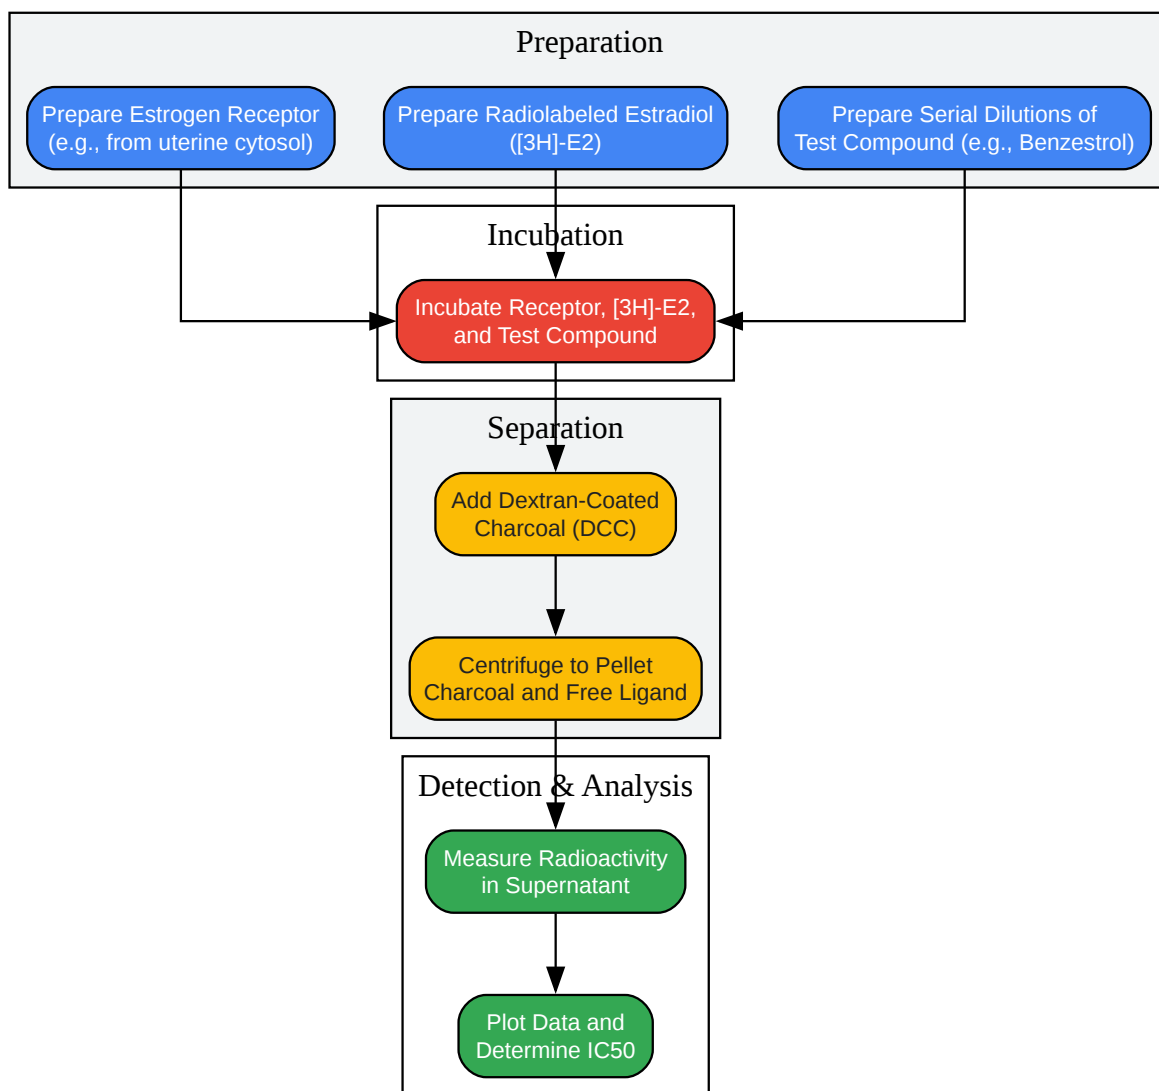 Preparation
Prepare Estrogen Receptor
(e.g., from uterine cytosol)
Prepare Radiolabeled Estradiol
([3H]-E2)
Prepare Serial Dilutions of
Test Compound (e.g., Benzestrol)
Incubation
Incubate Receptor, [3H]-E2,
and Test Compound
Separation
Add Dextran-Coated
Charcoal (DCC)
Centrifuge to Pellet
Charcoal and Free Ligand
Detection & Analysis
Measure Radioactivity
in Supernatant
Plot Data and
Determine IC50